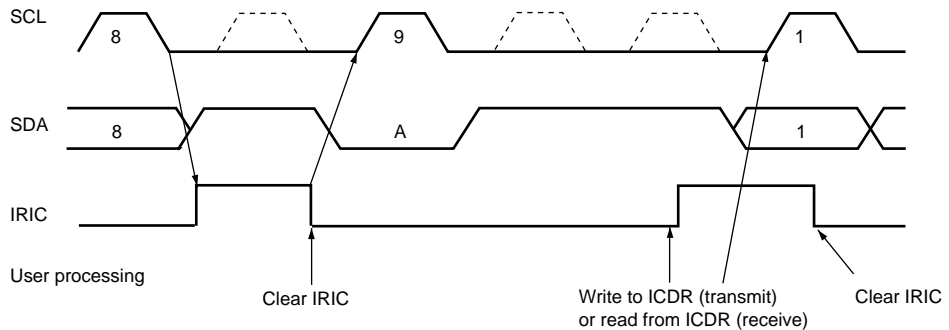 SCL
8
9
1
SDA
8
A
1
IRIC
User processing
Clear IRIC
Write to ICDR (transmit)
or read from ICDR (receive)
Clear IRIC